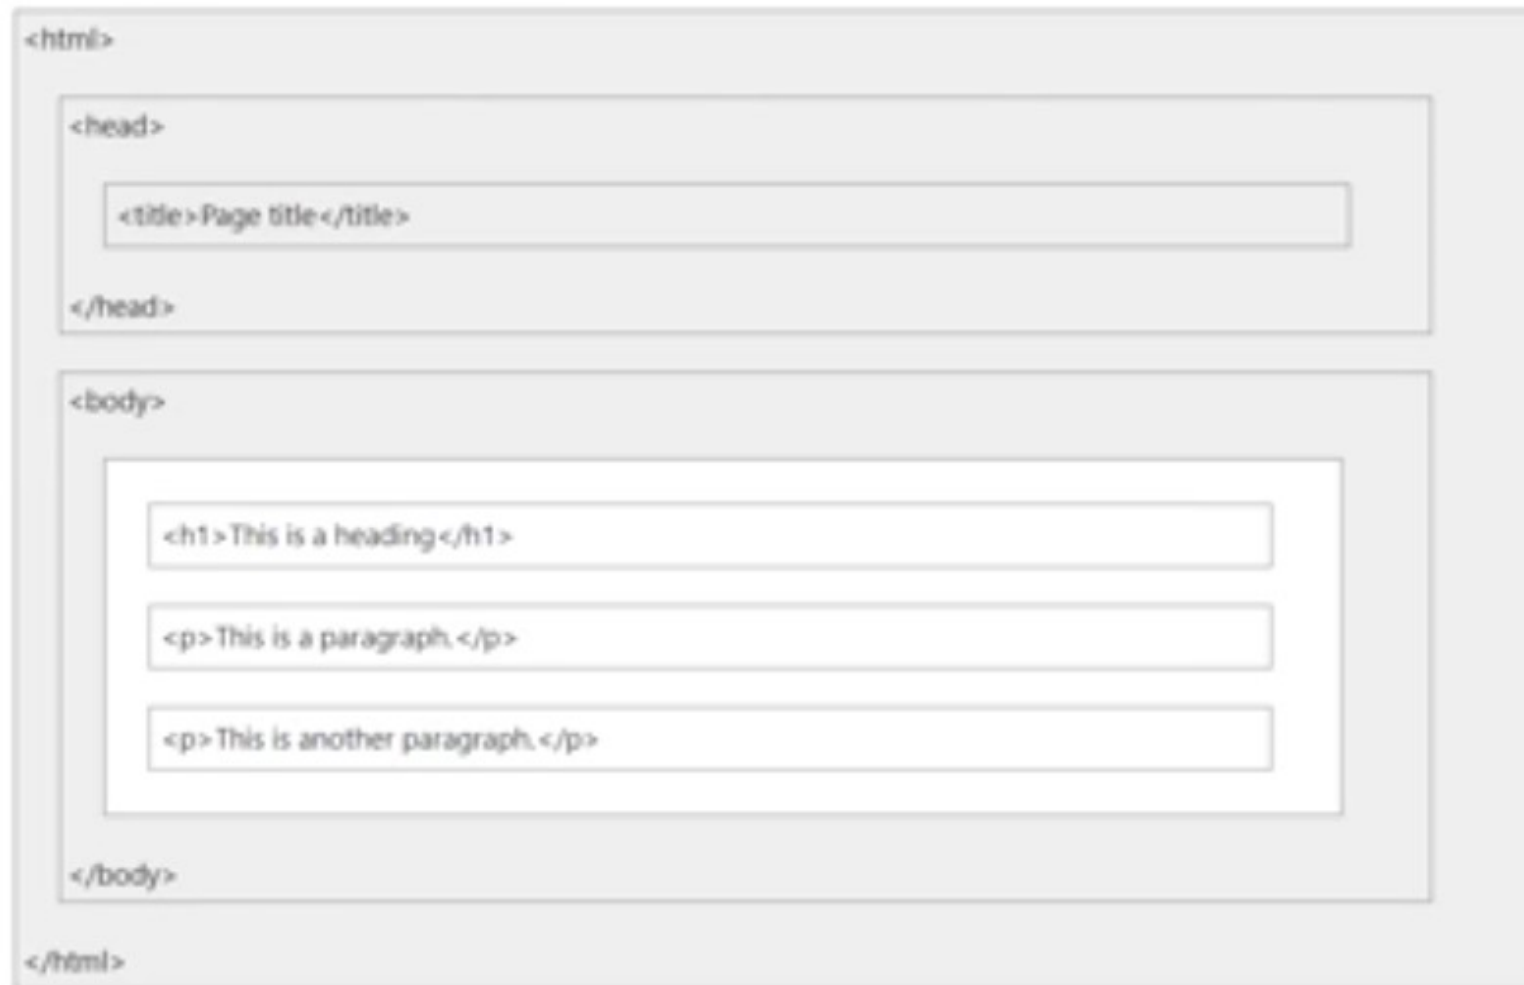 <html>
<head>
<title>Page title</title>
</head>
<body>
<h1>This is a heading</h1>
<p>This is a paragraph.</p>
<p>This is another paragraph.</p>
</body>
</html>